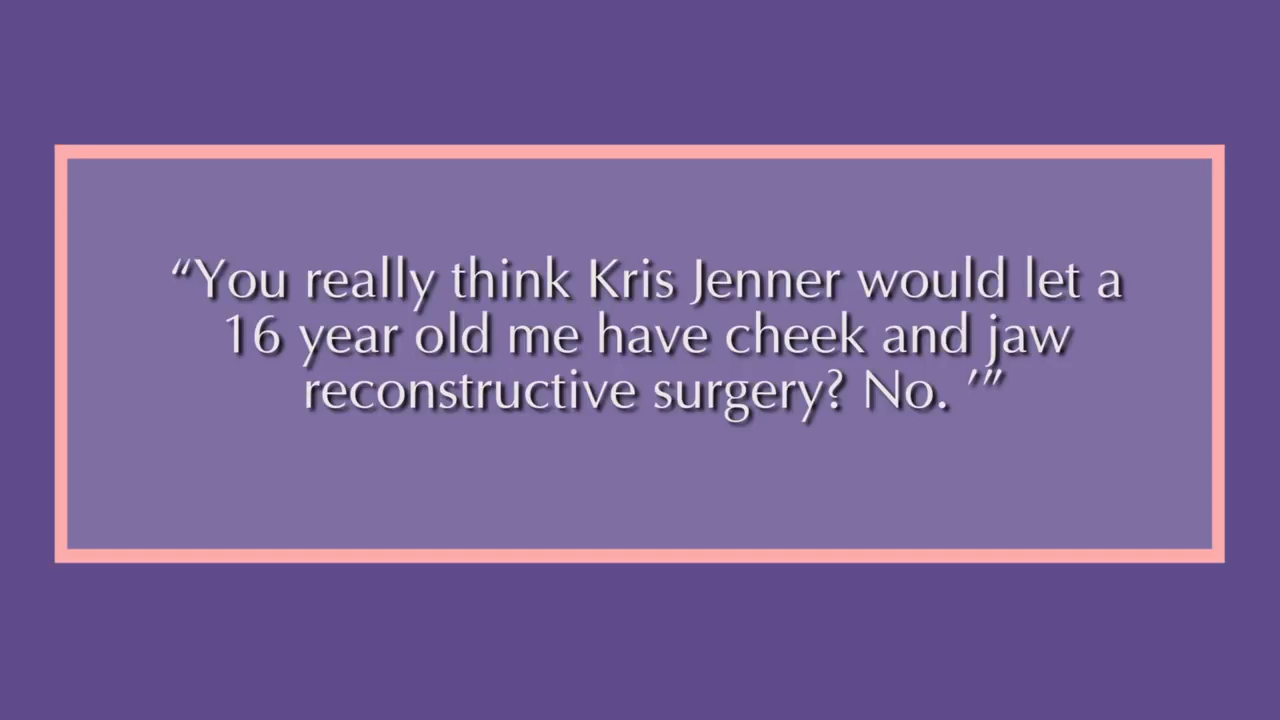 “You really think Kris Jenner would let a
16 year old me have cheek and jaw
reconstructive surgery? No. ’”